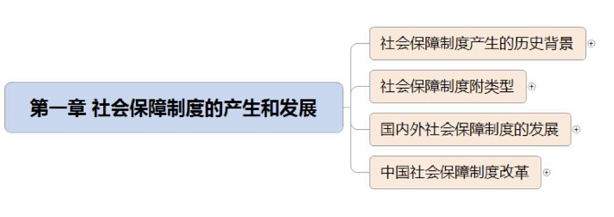 第一章 社会保障制度的产生和发展
社会保障制度产生的历史背景
社会保障制度附类型
国内外社会保障制度的发展
中国社会保障制度改革